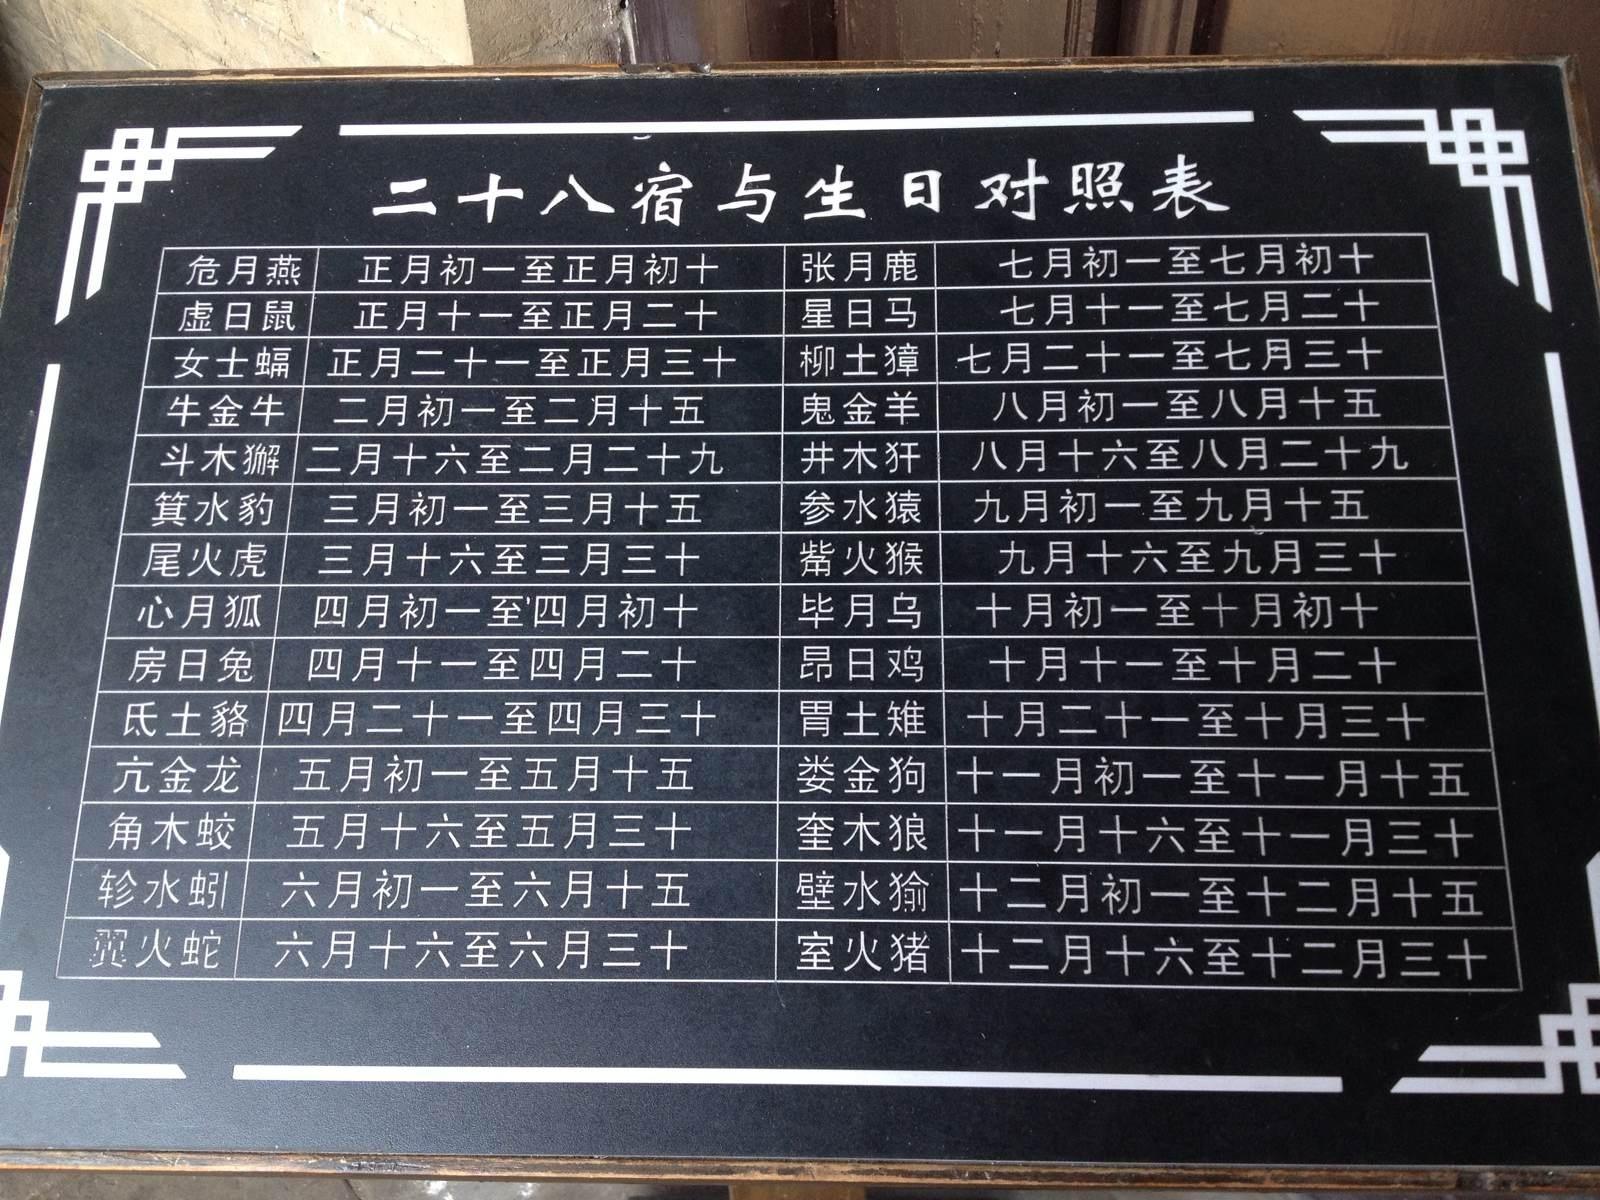 二十八宿与生日对照表
危月燕 正月初一至正月初十 张月鹿 七月初一至七月初十
虚日鼠 正月十一至正月二十 星日马 七月十一至七月二十
女士蝠 正月二十一至正月三十 柳土獐 七月二十一至七月三十
牛金牛 二月初一至二月十五 鬼金羊 八月初一至八月十五
斗木獬 二月十六至二月二十九 井木犴 八月十六至八月二十九
箕水豹 三月初一至三月十五 参水猿 九月初一至九月十五
尾火虎 三月十六至三月三十 觜火猴 九月十六至九月三十
心月狐 四月初一至四月初十 毕月乌 十月初一至十月初十
房日兔 四月十一至四月二十 昂日鸡 十月十一至十月二十
氐土貉 四月二十一至四月三十 胃土雉 十月二十一至十月三十
亢金龙 五月初一至五月十五 娄金狗 十一月初一至十一月十五
角木蛟 五月十六至五月三十 奎木狼 十一月十六至十一月三十
轸水蚓 六月初一至六月十五 壁水㺄 十二月初一至十二月十五
翼火蛇 六月十六至六月三十 室火猪 十二月十六至十二月三十